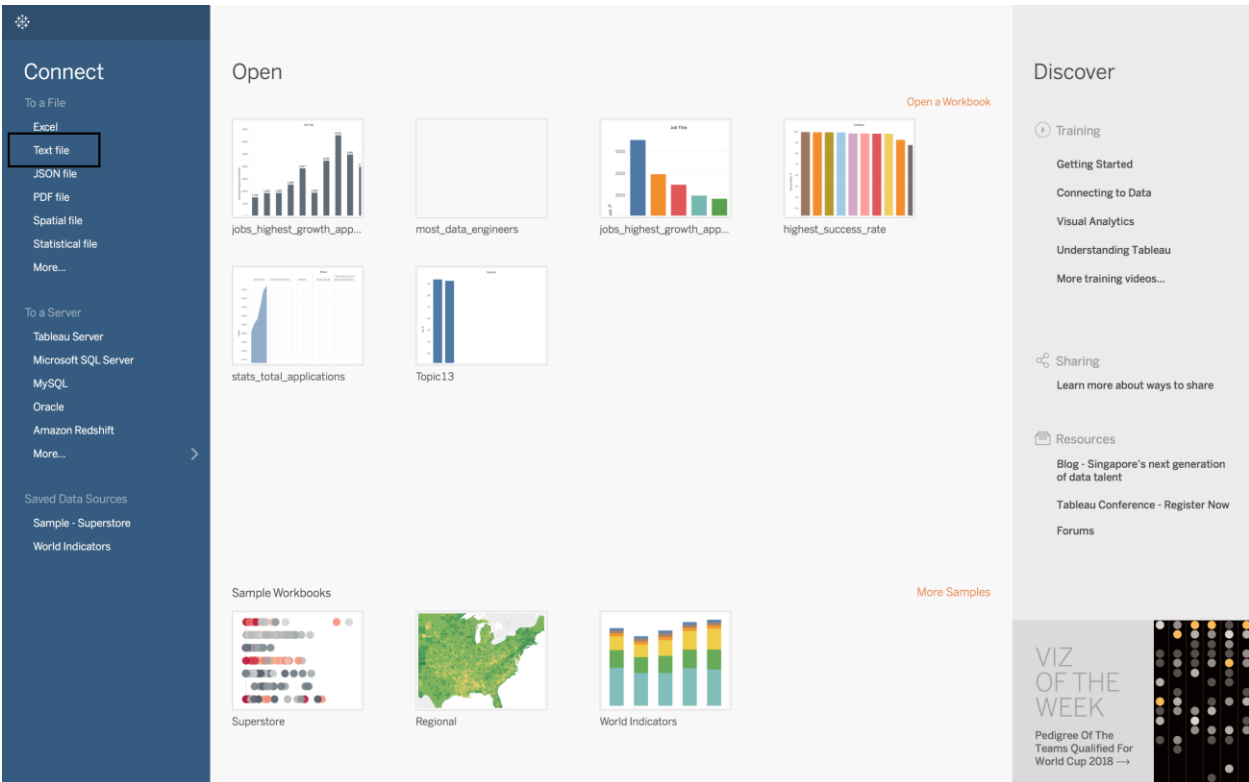 Connect
To a File
Excel
Text file
JSON file
PDF file
Spatial file
Statistical file
More...
To a Server
Tableau Server
Microsoft SQL Server
MySQL
Oracle
Amazon Redshift
More...
Saved Data Sources
Sample - Superstore
World Indicators
Open
Open a Workbook
Job Title
jobs_highest_growth_app...
most_data_engineers
Job Title
jobs_highest_growth_app...
highest_success_rate
stats_total_applications
Topic13
Sample Workbooks
More Samples
Superstore
Regional
World Indicators
Discover
Training
Getting Started
Connecting to Data
Visual Analytics
Understanding Tableau
More training videos...
Sharing
Learn more about ways to share
Resources
Blog - Singapore's next generation
of data talent
Tableau Conference - Register Now
Forums
VIZ
OF THE
WEEK
Pedigree Of The
Teams Qualified For
World Cup 2018 →